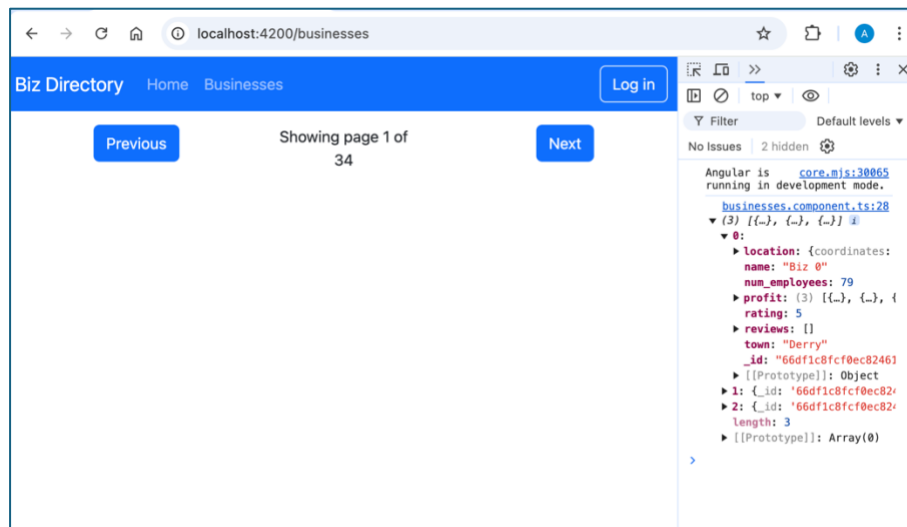 localhost:4200/businesses
A
Biz Directory Home Businesses Log in
Previous
Showing page 1 of
34
Next
top
Filter Default levels
No Issues 2 hidden
Angular is core.mjs:30065
running in development mode.
businesses.component.ts:28
(3) [{…}, {…}, {…}] i
0:
location: {coordinates:
name: "Biz 0"
num_employees: 79
profit: (3) [{…}, {…}, {
rating: 5
reviews: []
town: "Derry"
_id: "66df1c8fcf0ec82461
[[Prototype]]: Object
1: {_id: '66df1c8fcf0ec824
2: {_id: '66df1c8fcf0ec824
length: 3
[[Prototype]]: Array(0)